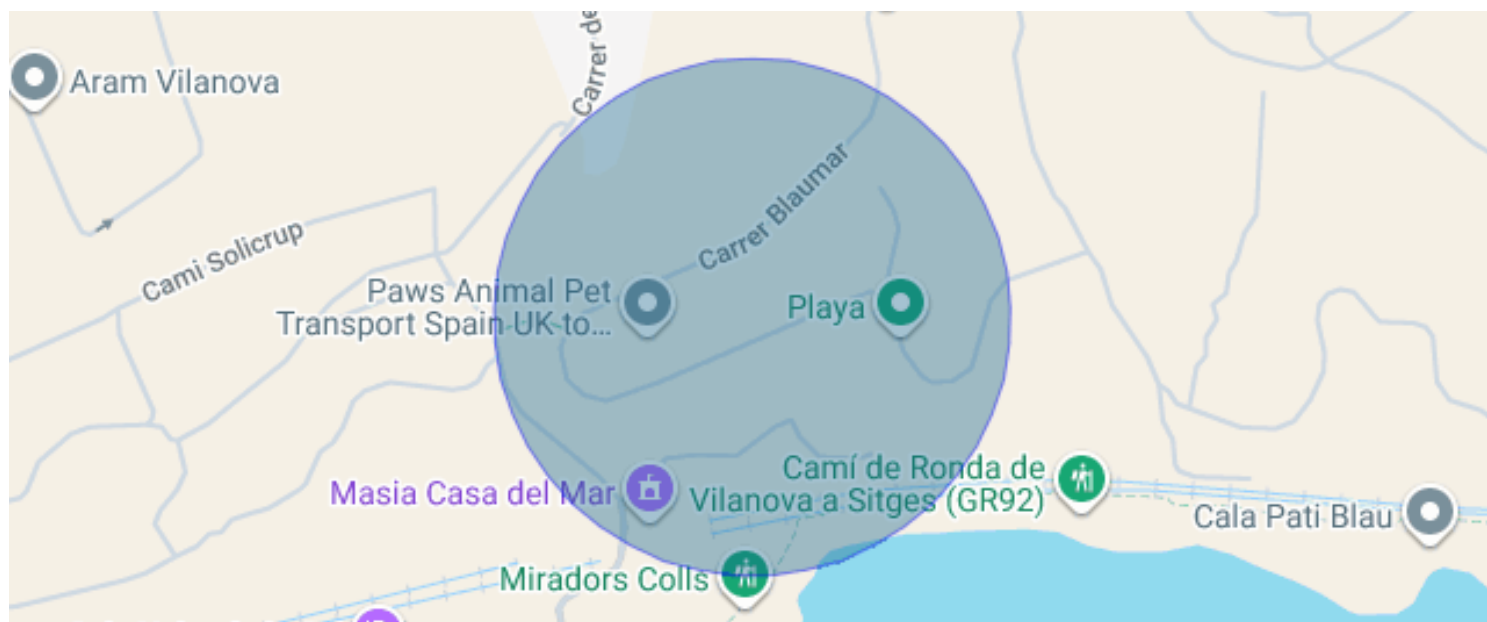 Carrer de
Aram Vilanova
Carrer Blaumar
Cami Solicrup
Paws Animal Pet
Transport Spain UK to...
Playa
Masia Casa del Mar
Camí de Ronda de
Vilanova a Sitges (GR92)
Cala Pati Blau
Miradors Colls